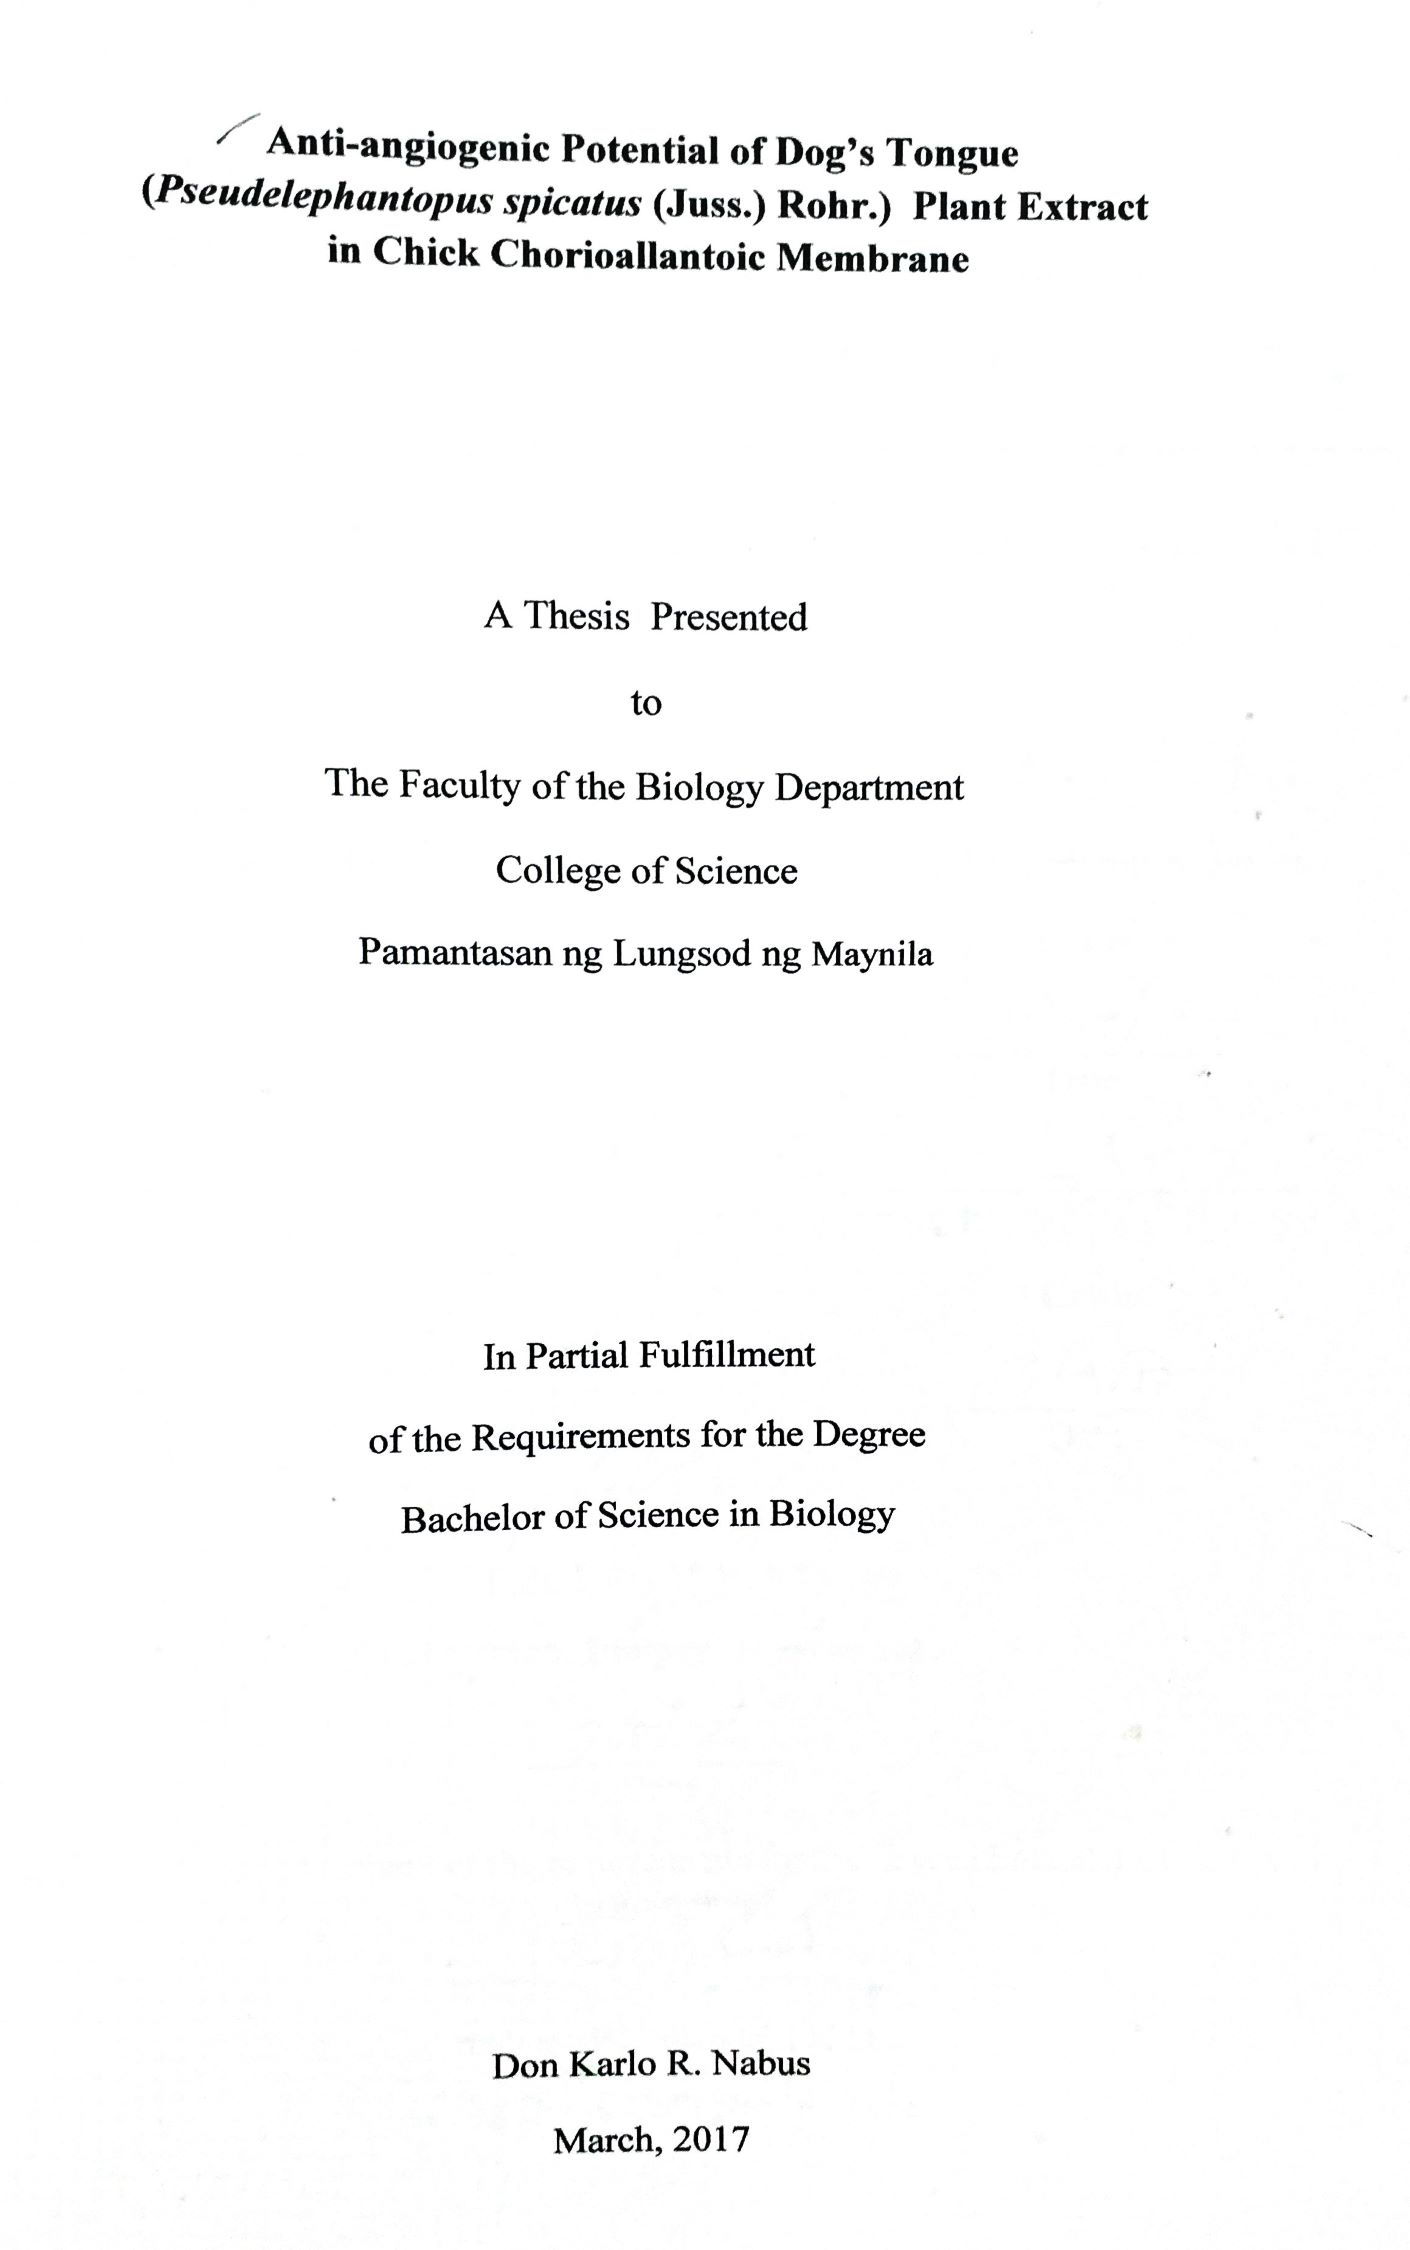 Anti-angiogenic Potential of Dog's Tongue
(Pseudelephantopus spicatus (Juss.) Rohr.) Plant Extract
in Chick Chorioallantoic Membrane
A Thesis Presented
to
The Faculty of the Biology Department
College of Science
Pamantasan ng Lungsod ng Maynila
In Partial Fulfillment
of the Requirements for the Degree
Bachelor of Science in Biology
Don Karlo R. Nabus
March, 2017